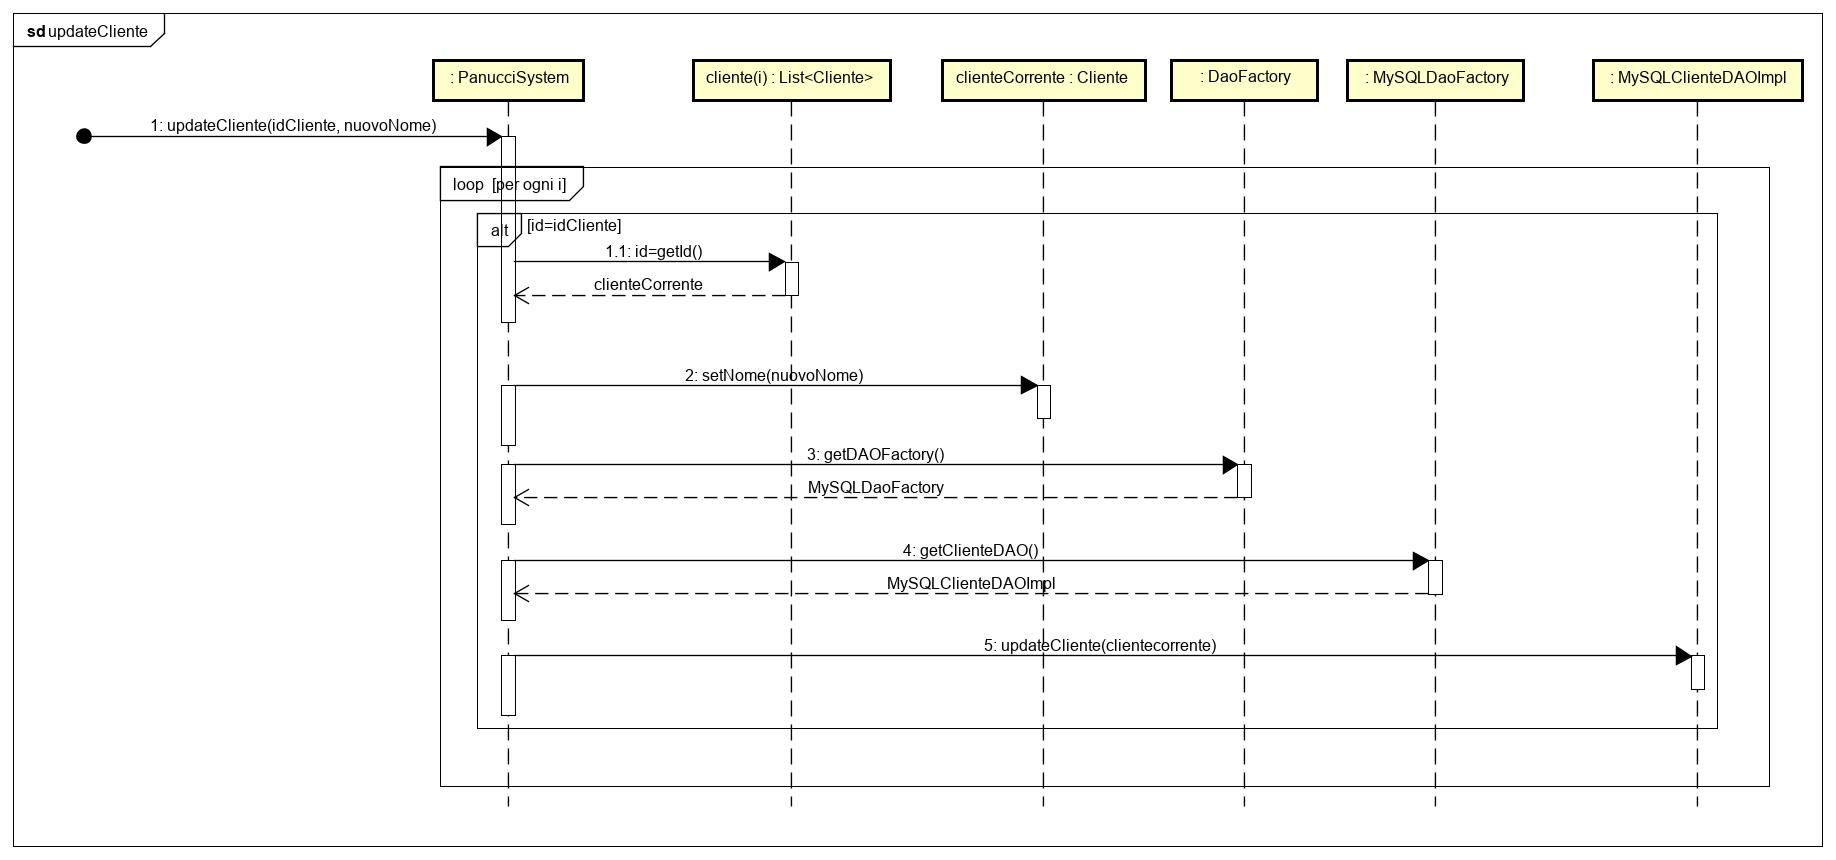 sd updateCliente
: PanucciSystem
cliente(i) : List<Cliente>
clienteCorrente : Cliente
: DaoFactory
: MySQLDaoFactory
: MySQLClienteDAOImpl
1: updateCliente(idCliente, nuovoNome)
loop [per ogni i]
alt [id=idCliente]
1.1: id=getId()
clienteCorrente
2: setNome(nuovoNome)
3: getDAOFactory()
MySQLDaoFactory
4: getClienteDAO()
MySQLClienteDAOImpl
5: updateCliente(clientecorrente)